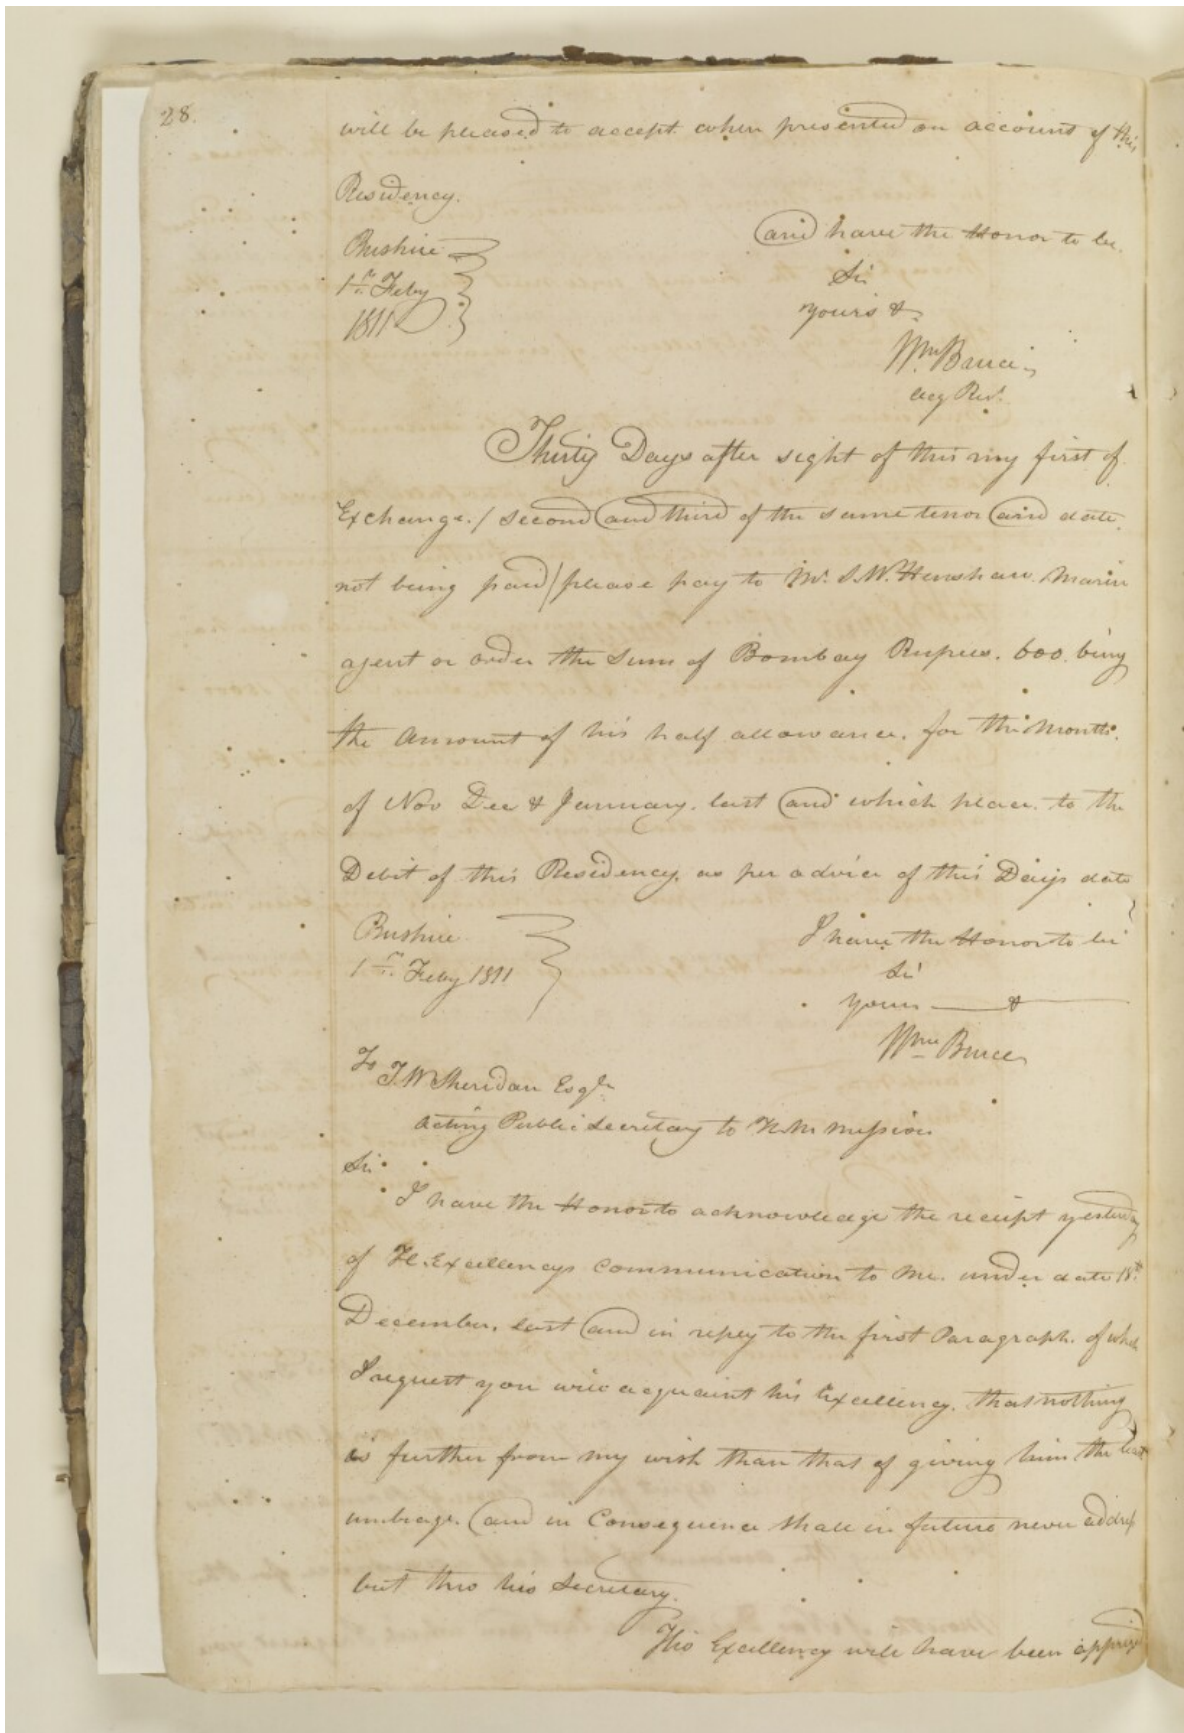 28.
will be pleased to accept when presented on account of this
Residency.
and have the Honor to be.
Bushire
Sir
1st Feby
yours &
1811
Wm Bruce
acg Rest.
Thirty Days after sight of this my first of
Exchange / second and third of the same tenor and date
not being paid / please pay to Mr. S. W. Henshaw Marine
agent or order the Sum of Bombay Rupees. 600. being
the Amount of his half allowance, for the Months.
of Nov Dec & January. last and which place. to the
Debit of this Residency. as per advice of this Days date
Bushire
I have the Honor to be
1st Feby 1811
Sir
yours &
Wm Bruce
To T. W Sheridan Esqr.
Acting Public Secretary to H. M. Mission
Sir
I have the Honor to acknowledge the receipt yesterday
of H. Excellencys Communication to me. under date 18th
December. last and in reply to the first Paragraph. of which
I request you will acquaint his Excellency. that nothing
is further from my wish than that of giving him the least
umbrage. and in Consequence shall in future never address
but thro his Secretary.
His Excellency will have been apprized